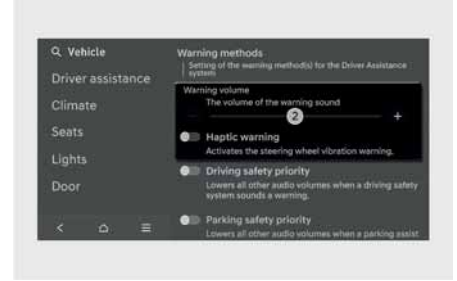 Vehicle
Driver assistance
Climate
Seats
Lights
Door
Warning methods
Setting of the warning method(s) for the Driver Assistance
system
Warning volume
The volume of the warning sound
2
Haptic warning
Activates the steering wheel vibration warning.
Driving safety priority
Lowers all other audio volumes when a driving safety
system sounds a warning.
Parking safety priority
Lowers all other audio volumes when a parking assist